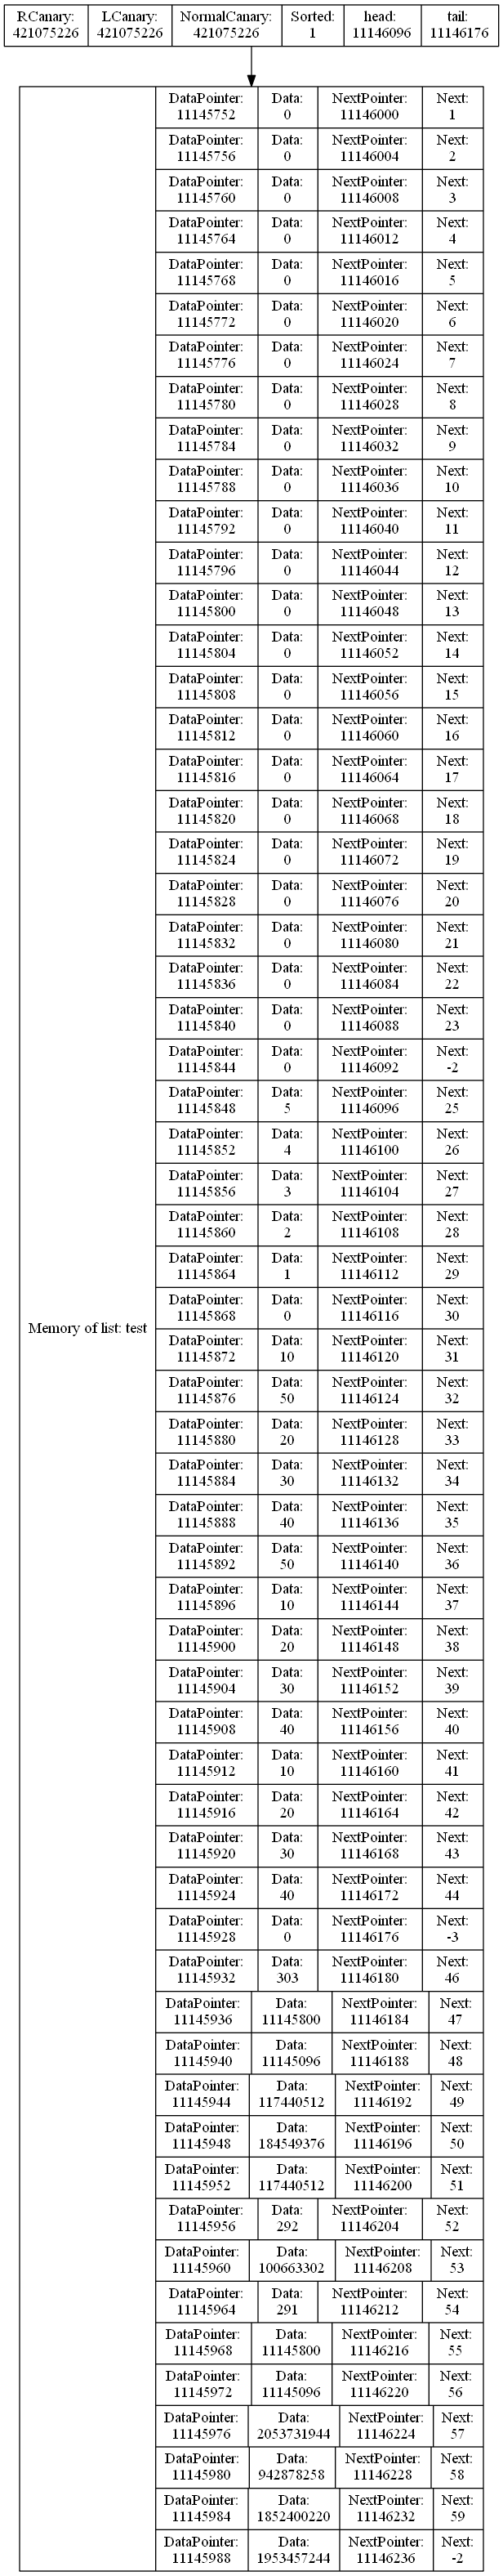 RCanary: LCanary: NormalCanary: Sorted: head: tail:
421075226 421075226 421075226 1 11146096 11146176
Memory of list: test
DataPointer: Data: NextPointer: Next:
11145752 0 11146000 1
DataPointer: Data: NextPointer: Next:
11145756 0 11146004 2
DataPointer: Data: NextPointer: Next:
11145760 0 11146008 3
DataPointer: Data: NextPointer: Next:
11145764 0 11146012 4
DataPointer: Data: NextPointer: Next:
11145768 0 11146016 5
DataPointer: Data: NextPointer: Next:
11145772 0 11146020 6
DataPointer: Data: NextPointer: Next:
11145776 0 11146024 7
DataPointer: Data: NextPointer: Next:
11145780 0 11146028 8
DataPointer: Data: NextPointer: Next:
11145784 0 11146032 9
DataPointer: Data: NextPointer: Next:
11145788 0 11146036 10
DataPointer: Data: NextPointer: Next:
11145792 0 11146040 11
DataPointer: Data: NextPointer: Next:
11145796 0 11146044 12
DataPointer: Data: NextPointer: Next:
11145800 0 11146048 13
DataPointer: Data: NextPointer: Next:
11145804 0 11146052 14
DataPointer: Data: NextPointer: Next:
11145808 0 11146056 15
DataPointer: Data: NextPointer: Next:
11145812 0 11146060 16
DataPointer: Data: NextPointer: Next:
11145816 0 11146064 17
DataPointer: Data: NextPointer: Next:
11145820 0 11146068 18
DataPointer: Data: NextPointer: Next:
11145824 0 11146072 19
DataPointer: Data: NextPointer: Next:
11145828 0 11146076 20
DataPointer: Data: NextPointer: Next:
11145832 0 11146080 21
DataPointer: Data: NextPointer: Next:
11145836 0 11146084 22
DataPointer: Data: NextPointer: Next:
11145840 0 11146088 23
DataPointer: Data: NextPointer: Next:
11145844 0 11146092 -2
DataPointer: Data: NextPointer: Next:
11145848 5 11146096 25
DataPointer: Data: NextPointer: Next:
11145852 4 11146100 26
DataPointer: Data: NextPointer: Next:
11145856 3 11146104 27
DataPointer: Data: NextPointer: Next:
11145860 2 11146108 28
DataPointer: Data: NextPointer: Next:
11145864 1 11146112 29
DataPointer: Data: NextPointer: Next:
11145868 0 11146116 30
DataPointer: Data: NextPointer: Next:
11145872 10 11146120 31
DataPointer: Data: NextPointer: Next:
11145876 50 11146124 32
DataPointer: Data: NextPointer: Next:
11145880 20 11146128 33
DataPointer: Data: NextPointer: Next:
11145884 30 11146132 34
DataPointer: Data: NextPointer: Next:
11145888 40 11146136 35
DataPointer: Data: NextPointer: Next:
11145892 50 11146140 36
DataPointer: Data: NextPointer: Next:
11145896 10 11146144 37
DataPointer: Data: NextPointer: Next:
11145900 20 11146148 38
DataPointer: Data: NextPointer: Next:
11145904 30 11146152 39
DataPointer: Data: NextPointer: Next:
11145908 40 11146156 40
DataPointer: Data: NextPointer: Next:
11145912 10 11146160 41
DataPointer: Data: NextPointer: Next:
11145916 20 11146164 42
DataPointer: Data: NextPointer: Next:
11145920 30 11146168 43
DataPointer: Data: NextPointer: Next:
11145924 40 11146172 44
DataPointer: Data: NextPointer: Next:
11145928 0 11146176 -3
DataPointer: Data: NextPointer: Next:
11145932 303 11146180 46
DataPointer: Data: NextPointer: Next:
11145936 11145800 11146184 47
DataPointer: Data: NextPointer: Next:
11145940 11145096 11146188 48
DataPointer: Data: NextPointer: Next:
11145944 117440512 11146192 49
DataPointer: Data: NextPointer: Next:
11145948 184549376 11146196 50
DataPointer: Data: NextPointer: Next:
11145952 117440512 11146200 51
DataPointer: Data: NextPointer: Next:
11145956 292 11146204 52
DataPointer: Data: NextPointer: Next:
11145960 100663302 11146208 53
DataPointer: Data: NextPointer: Next:
11145964 291 11146212 54
DataPointer: Data: NextPointer: Next:
11145968 11145800 11146216 55
DataPointer: Data: NextPointer: Next:
11145972 11145096 11146220 56
DataPointer: Data: NextPointer: Next:
11145976 2053731944 11146224 57
DataPointer: Data: NextPointer: Next:
11145980 942878258 11146228 58
DataPointer: Data: NextPointer: Next:
11145984 1852400220 11146232 59
DataPointer: Data: NextPointer: Next:
11145988 1953457244 11146236 -2